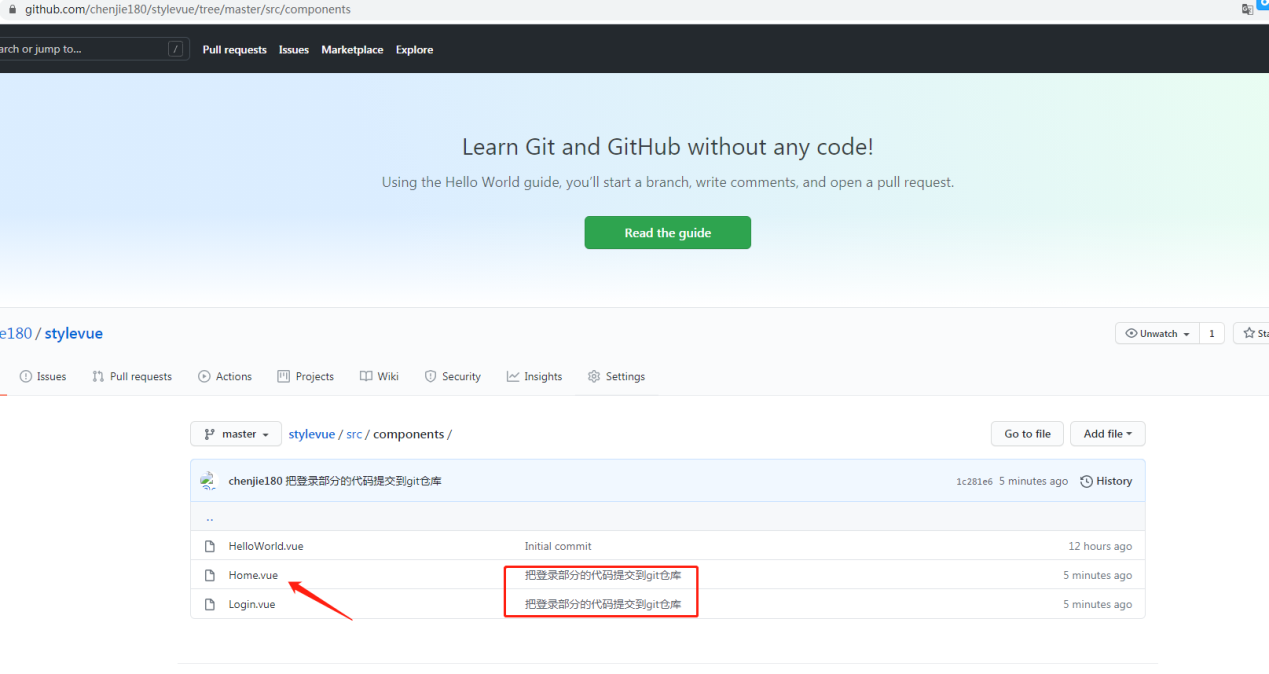 github.com/chenjie180/stylevue/tree/master/src/components
arch or jump to... / Pull requests Issues Marketplace Explore
Learn Git and GitHub without any code!
Using the Hello World guide, you’ll start a branch, write comments, and open a pull request.
Read the guide
e180 / stylevue Unwatch 1 Sta
Issues Pull requests Actions Projects Wiki Security Insights Settings
master stylevue / src / components / Go to file Add file
chenjie180 把登录部分的代码提交到git仓库 1c281e6 5 minutes ago History
..
HelloWorld.vue Initial commit 12 hours ago
Home.vue 把登录部分的代码提交到git仓库 5 minutes ago
Login.vue 把登录部分的代码提交到git仓库 5 minutes ago